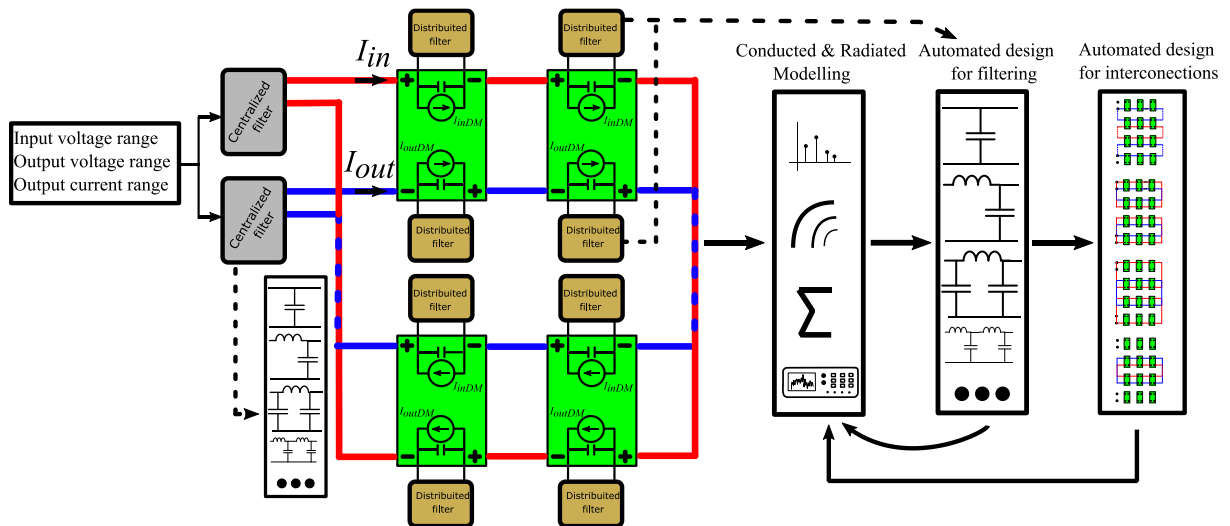 Input voltage range
Output voltage range
Output current range
Centralized
filter
Centralized
filter
I_in
I_out
Distribuited
filter
Distribuited
filter
+
−
+
−
I_inDM
I_inDM
I_outDM
I_outDM
−
+
−
+
Distribuited
filter
Distribuited
filter
Distribuited
filter
Distribuited
filter
+
−
+
−
I_inDM
I_inDM
I_outDM
I_outDM
−
+
−
+
Distribuited
filter
Distribuited
filter
Conducted & Radiated
Modelling
Σ
Automated design
for filtering
Automated design
for interconections